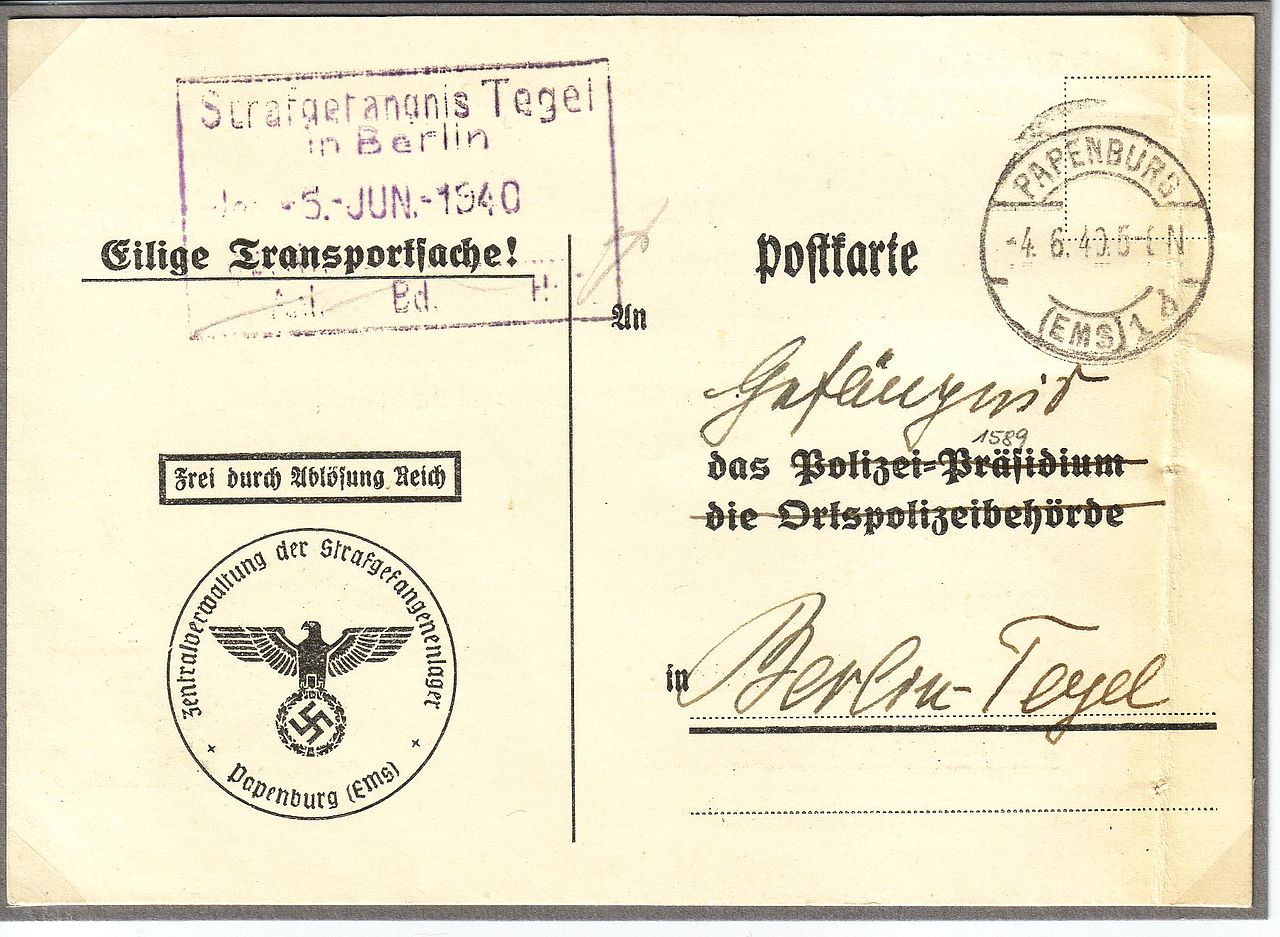 Strafgefängnis Tegel
in Berlin
-5.-JUN.-1940
Eilige Transportsache!
Anl. Bd. H.
Postkarte
PAPENBURG
-4.6.40.5-6 N
(EMS) 1 d
An
Gefängnis
1589
das Polizei-Präsidium
die Ortspolizeibehörde
in Berlin-Tegel
Frei durch Ablösung Reich
Zentralverwaltung der Strafgefangenenlager
Papenburg (Ems)